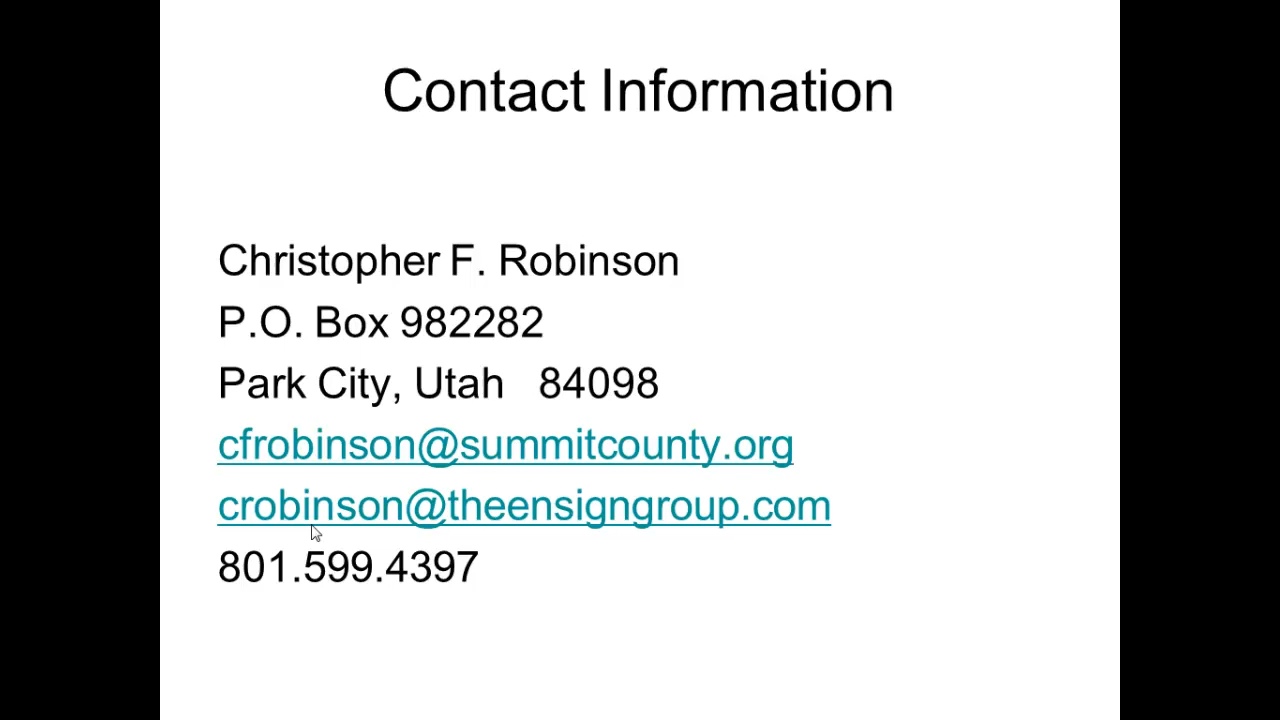 Contact Information
Christopher F. Robinson
P.O. Box 982282
Park City, Utah   84098
cfrobinson@summitcounty.org
crobinson@theensigngroup.com
801.599.4397